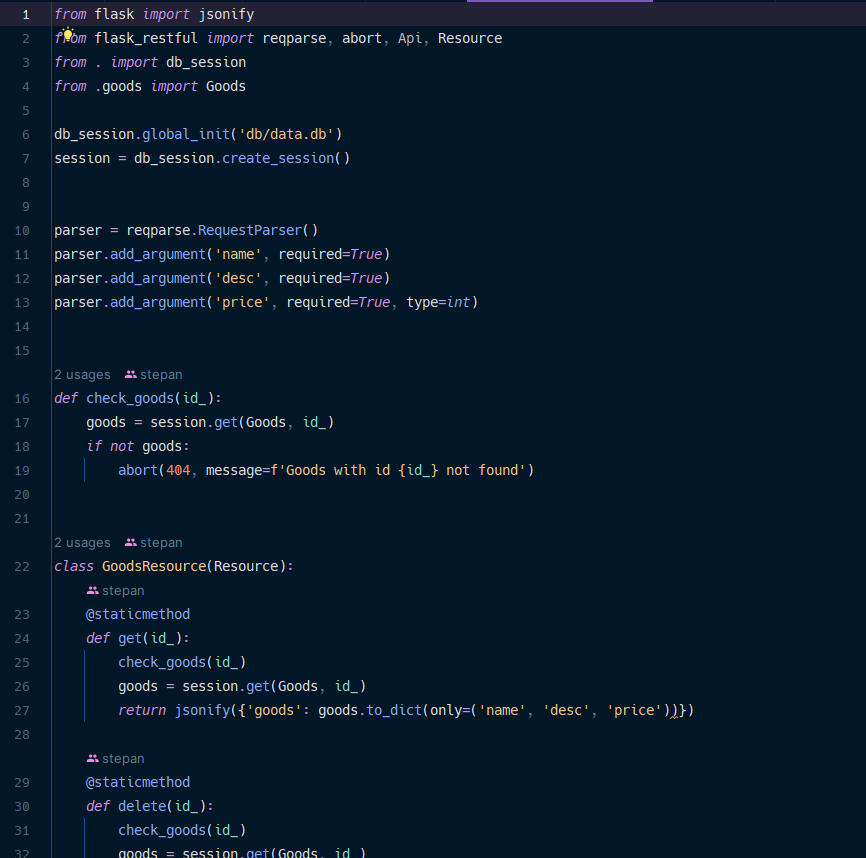 1 from flask import jsonify
2 from flask_restful import reqparse, abort, Api, Resource
3 from . import db_session
4 from .goods import Goods
5
6 db_session.global_init('db/data.db')
7 session = db_session.create_session()
8
9
10 parser = reqparse.RequestParser()
11 parser.add_argument('name', required=True)
12 parser.add_argument('desc', required=True)
13 parser.add_argument('price', required=True, type=int)
14
15
2 usages stepan
16 def check_goods(id_):
17     goods = session.get(Goods, id_)
18     if not goods:
19         abort(404, message=f'Goods with id {id_} not found')
20
21
2 usages stepan
22 class GoodsResource(Resource):
stepan
23     @staticmethod
24     def get(id_):
25         check_goods(id_)
26         goods = session.get(Goods, id_)
27         return jsonify({'goods': goods.to_dict(only=('name', 'desc', 'price'))})
28
stepan
29     @staticmethod
30     def delete(id_):
31         check_goods(id_)
32         goods = session.get(Goods, id_)